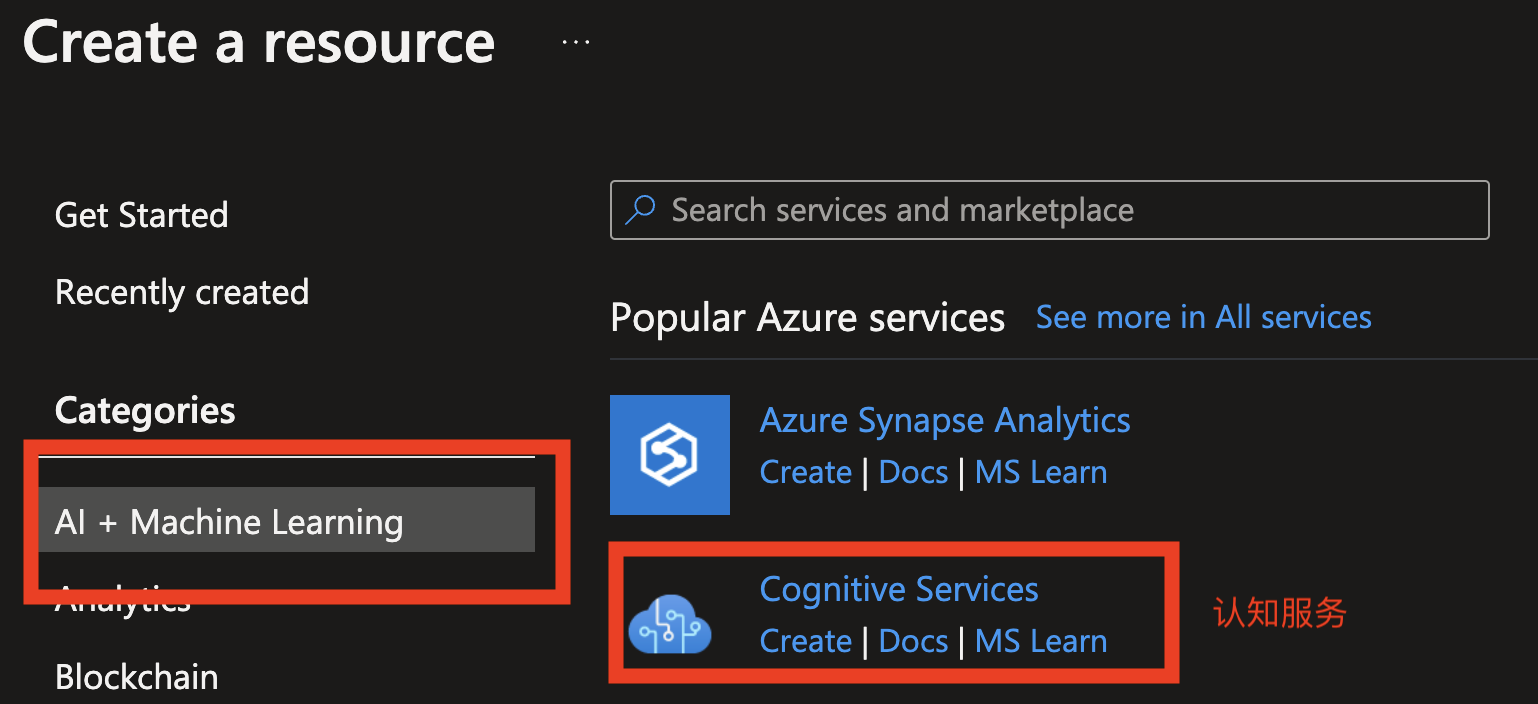 Create a resource ...
Get Started
Recently created
Categories
AI + Machine Learning
Analytics
Blockchain
Search services and marketplace
Popular Azure services See more in All services
Azure Synapse Analytics
Create | Docs | MS Learn
Cognitive Services
Create | Docs | MS Learn
认知服务